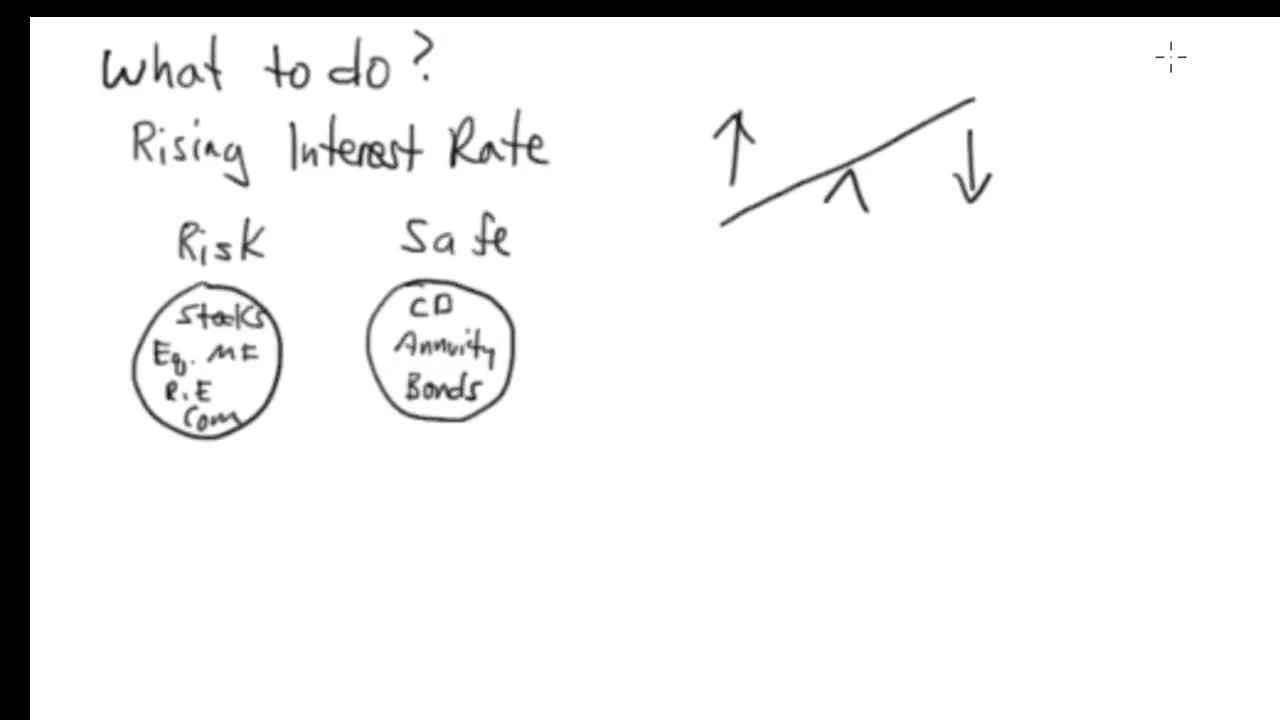 What to do?
Rising Interest Rate
Risk Safe
Stocks
Eq. MF
R.E
Com
CD
Annuity
Bonds